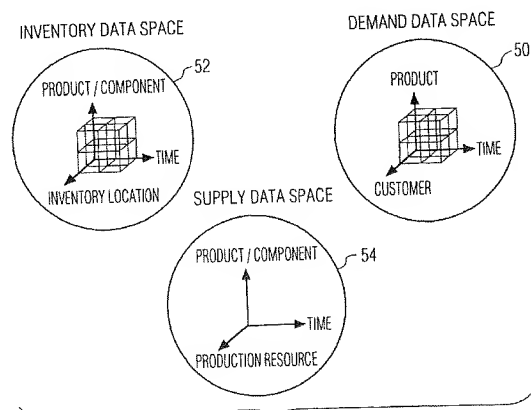 INVENTORY DATA SPACE
52
PRODUCT / COMPONENT
TIME
INVENTORY LOCATION
DEMAND DATA SPACE
50
PRODUCT
TIME
CUSTOMER
SUPPLY DATA SPACE
54
PRODUCT / COMPONENT
TIME
PRODUCTION RESOURCE